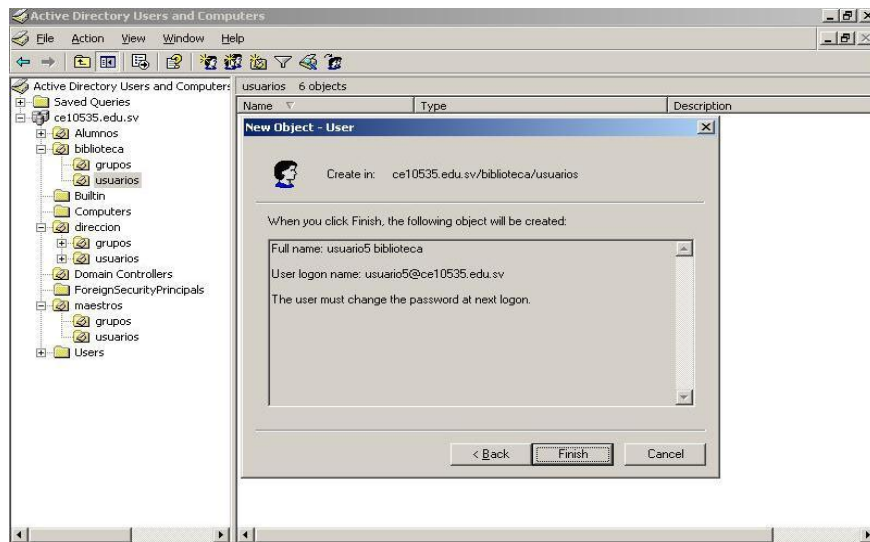 Active Directory Users and Computers
File Action View Window Help
Active Directory Users and Computers
Saved Queries
ce10535.edu.sv
Alumnos
biblioteca
grupos
usuarios
Builtin
Computers
direccion
grupos
usuarios
Domain Controllers
ForeignSecurityPrincipals
maestros
grupos
usuarios
Users
usuarios 6 objects
Name Type Description
New Object - User
Create in: ce10535.edu.sv/biblioteca/usuarios
When you click Finish, the following object will be created:
Full name: usuario5 biblioteca
User logon name: usuario5@ce10535.edu.sv
The user must change the password at next logon.
< Back Finish Cancel